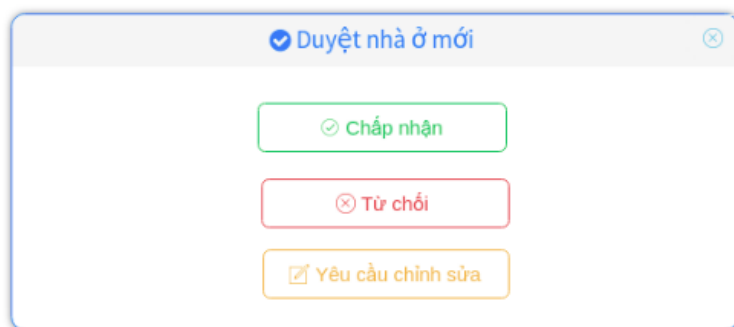 Duyệt nhà ở mới
Chấp nhận
Từ chối
Yêu cầu chỉnh sửa